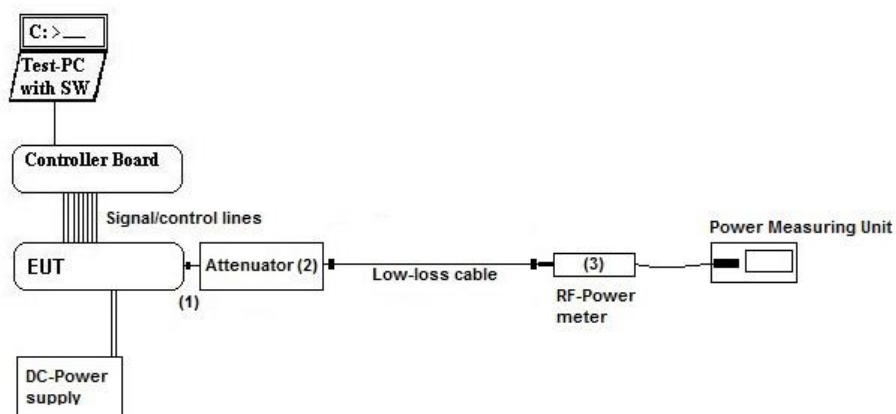 C:>__
Test-PC
with SW
Controller Board
Signal/control lines
Power Measuring Unit
EUT
Attenuator (2)
(3)
Low-loss cable
(1)
RF-Power
meter
DC-Power
supply